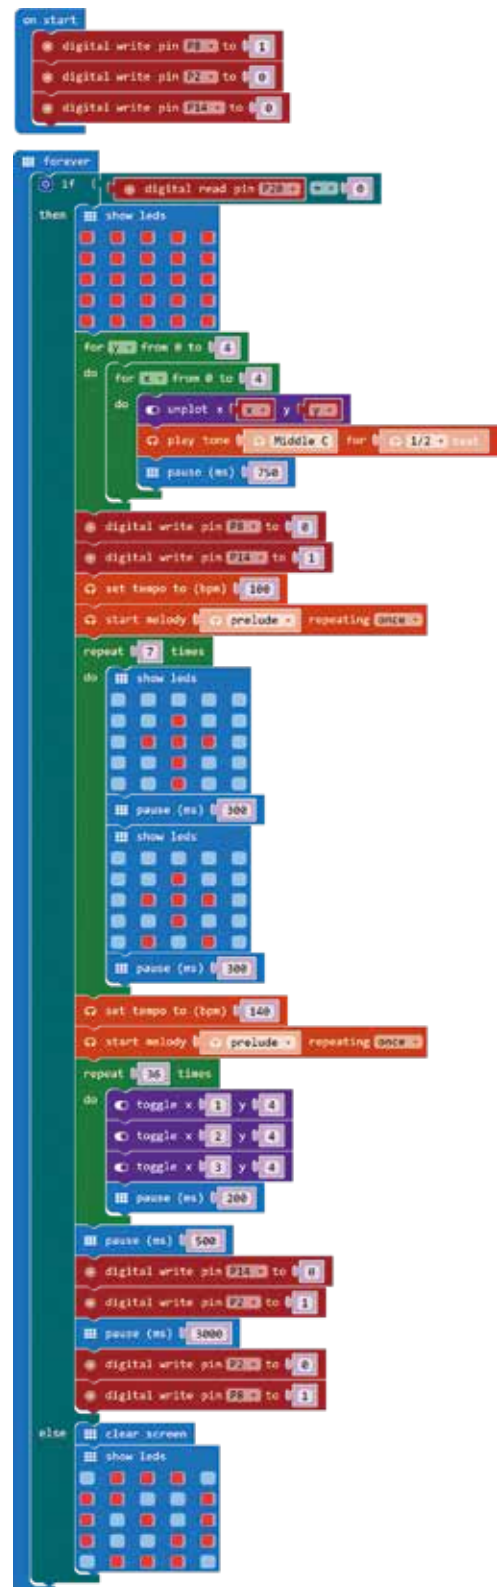 on start
digital write pin P8 to 1
digital write pin P2 to 0
digital write pin P14 to 0
forever
if digital read pin P20 = 0
then show leds
for y from 0 to 4
do for x from 0 to 4
do unplot x x y y
play tone Middle C for 1/2 beat
pause (ms) 750
digital write pin P8 to 0
digital write pin P14 to 1
set tempo to (bpm) 100
start melody prelude repeating once
repeat 7 times
do show leds
pause (ms) 300
show leds
pause (ms) 300
set tempo to (bpm) 140
start melody prelude repeating once
repeat 36 times
do toggle x 1 y 4
toggle x 2 y 4
toggle x 3 y 4
pause (ms) 200
pause (ms) 500
digital write pin P14 to 0
digital write pin P2 to 1
pause (ms) 3000
digital write pin P2 to 0
digital write pin P8 to 1
else clear screen
show leds